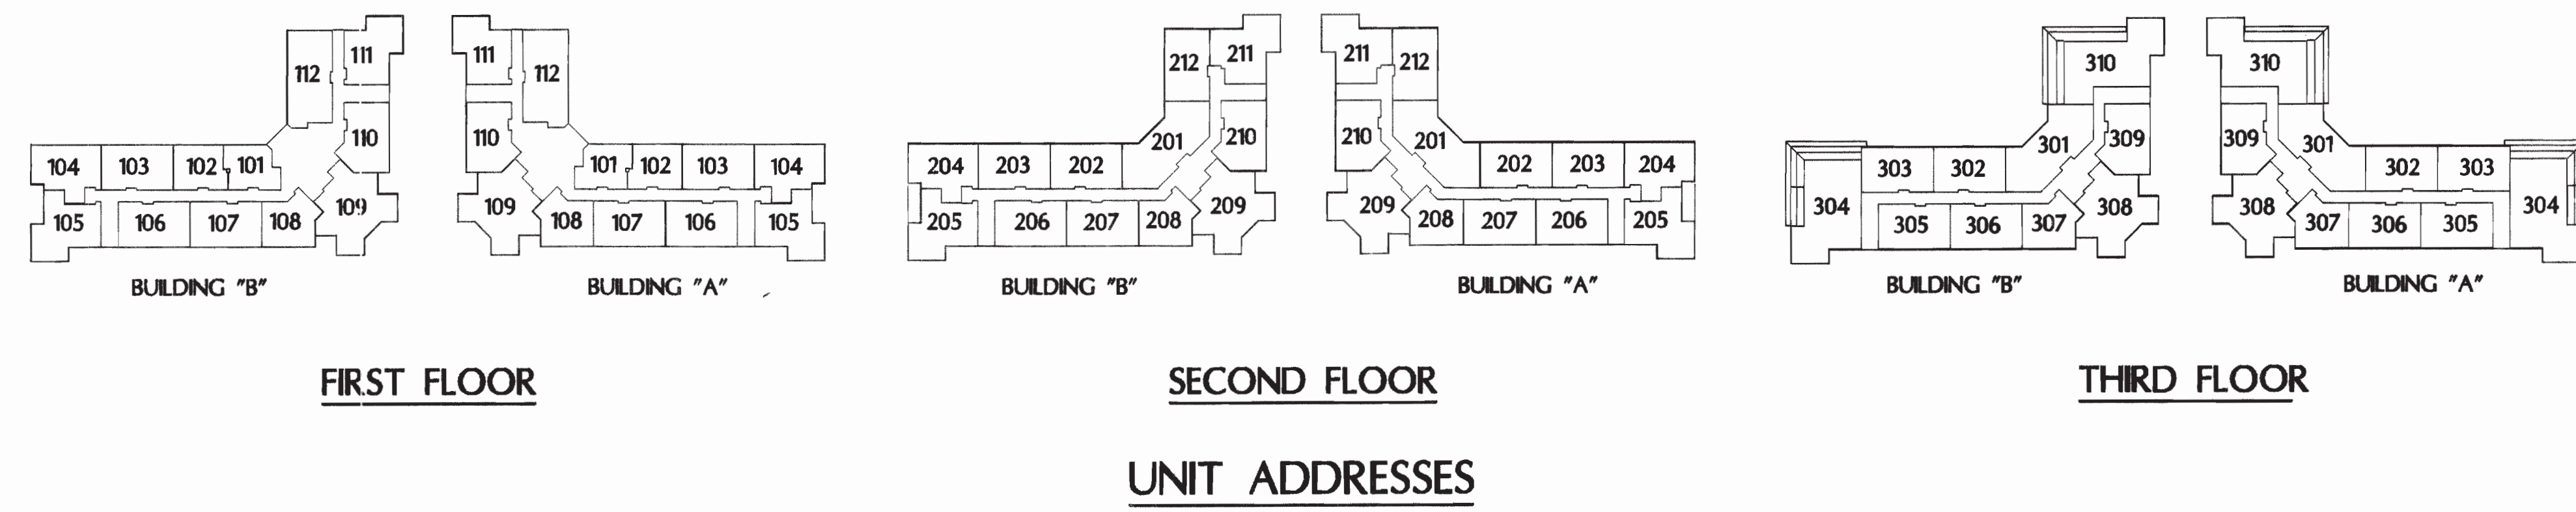 111 111 211 211 310 310
112 112 212 212
110 110 210 210 309 309
201 201 301 301
104 103 102 101 101 102 103 104 204 203 202 202 203 204 303 302 302 303
109 109 209 209 304 308 308 304
105 106 107 108 108 107 106 105 205 206 207 208 208 207 206 205 305 306 307 307 306 305
BUILDING "B" BUILDING "A" BUILDING "B" BUILDING "A" BUILDING "B" BUILDING "A"
FIRST FLOOR SECOND FLOOR THIRD FLOOR
UNIT ADDRESSES